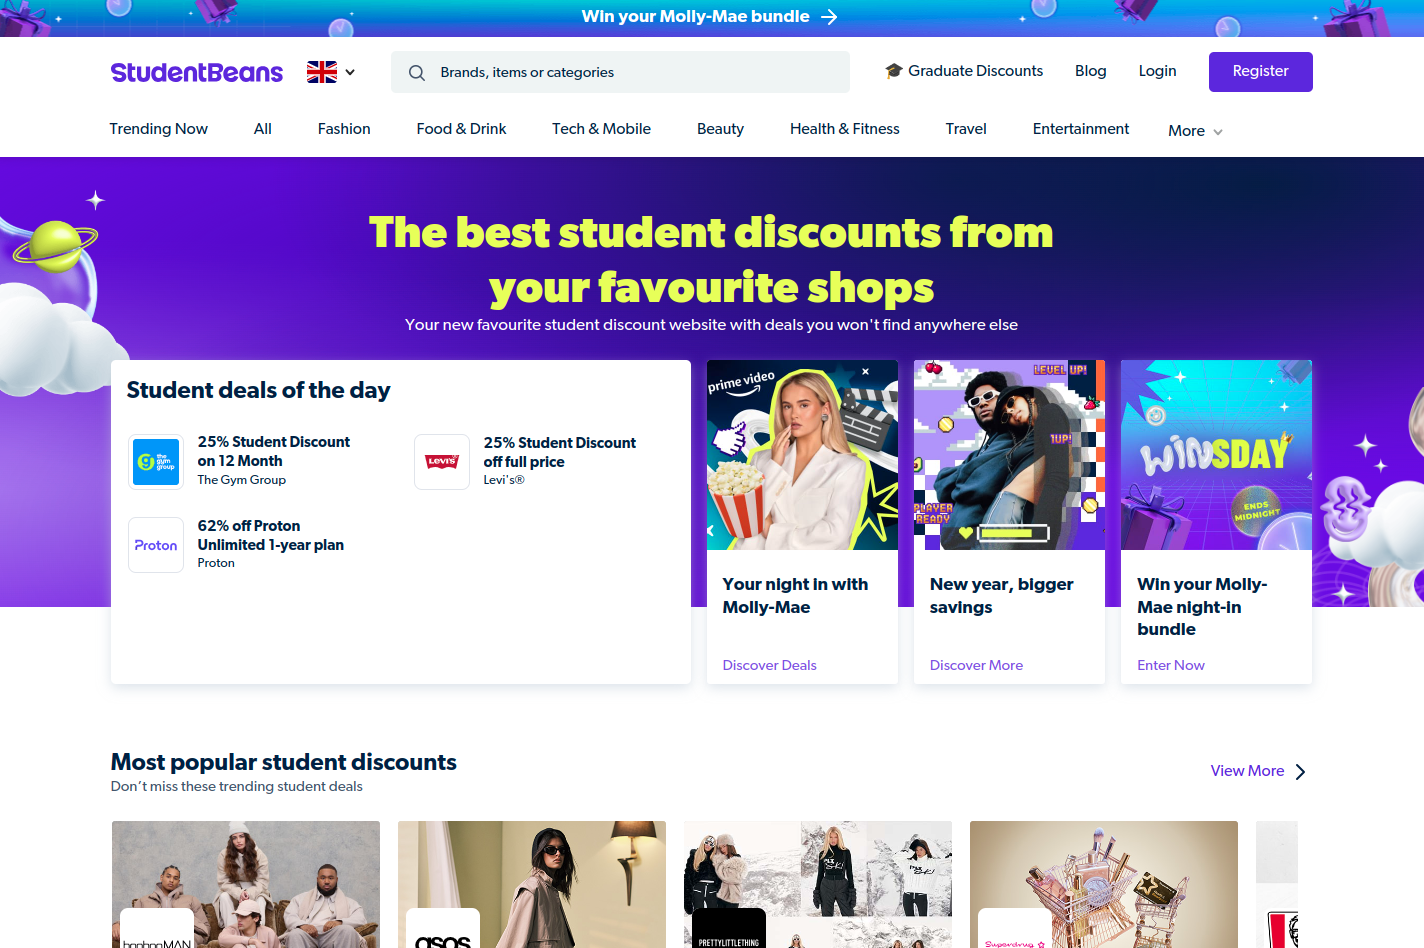 Win your Molly-Mae bundle
StudentBeans
Brands, items or categories
Graduate Discounts
Blog
Login
Register
Trending Now
All
Fashion
Food & Drink
Tech & Mobile
Beauty
Health & Fitness
Travel
Entertainment
More
The best student discounts from
your favourite shops
Your new favourite student discount website with deals you won't find anywhere else
Student deals of the day
the
gym
group
25% Student Discount
on 12 Month
The Gym Group
LEVI'S
25% Student Discount
off full price
Levi's®
Proton
62% off Proton
Unlimited 1-year plan
Proton
prime video
Your night in with
Molly-Mae
Discover Deals
LEVEL UP!
1UP!
PLAYER
READY
New year, bigger
savings
Discover More
WINSDAY
ENDS
MIDNIGHT
Win your Molly-
Mae night-in
bundle
Enter Now
Most popular student discounts
Don't miss these trending student deals
View More
boohooMAN
asos
PRETTYLITTLETHING
Superdrug